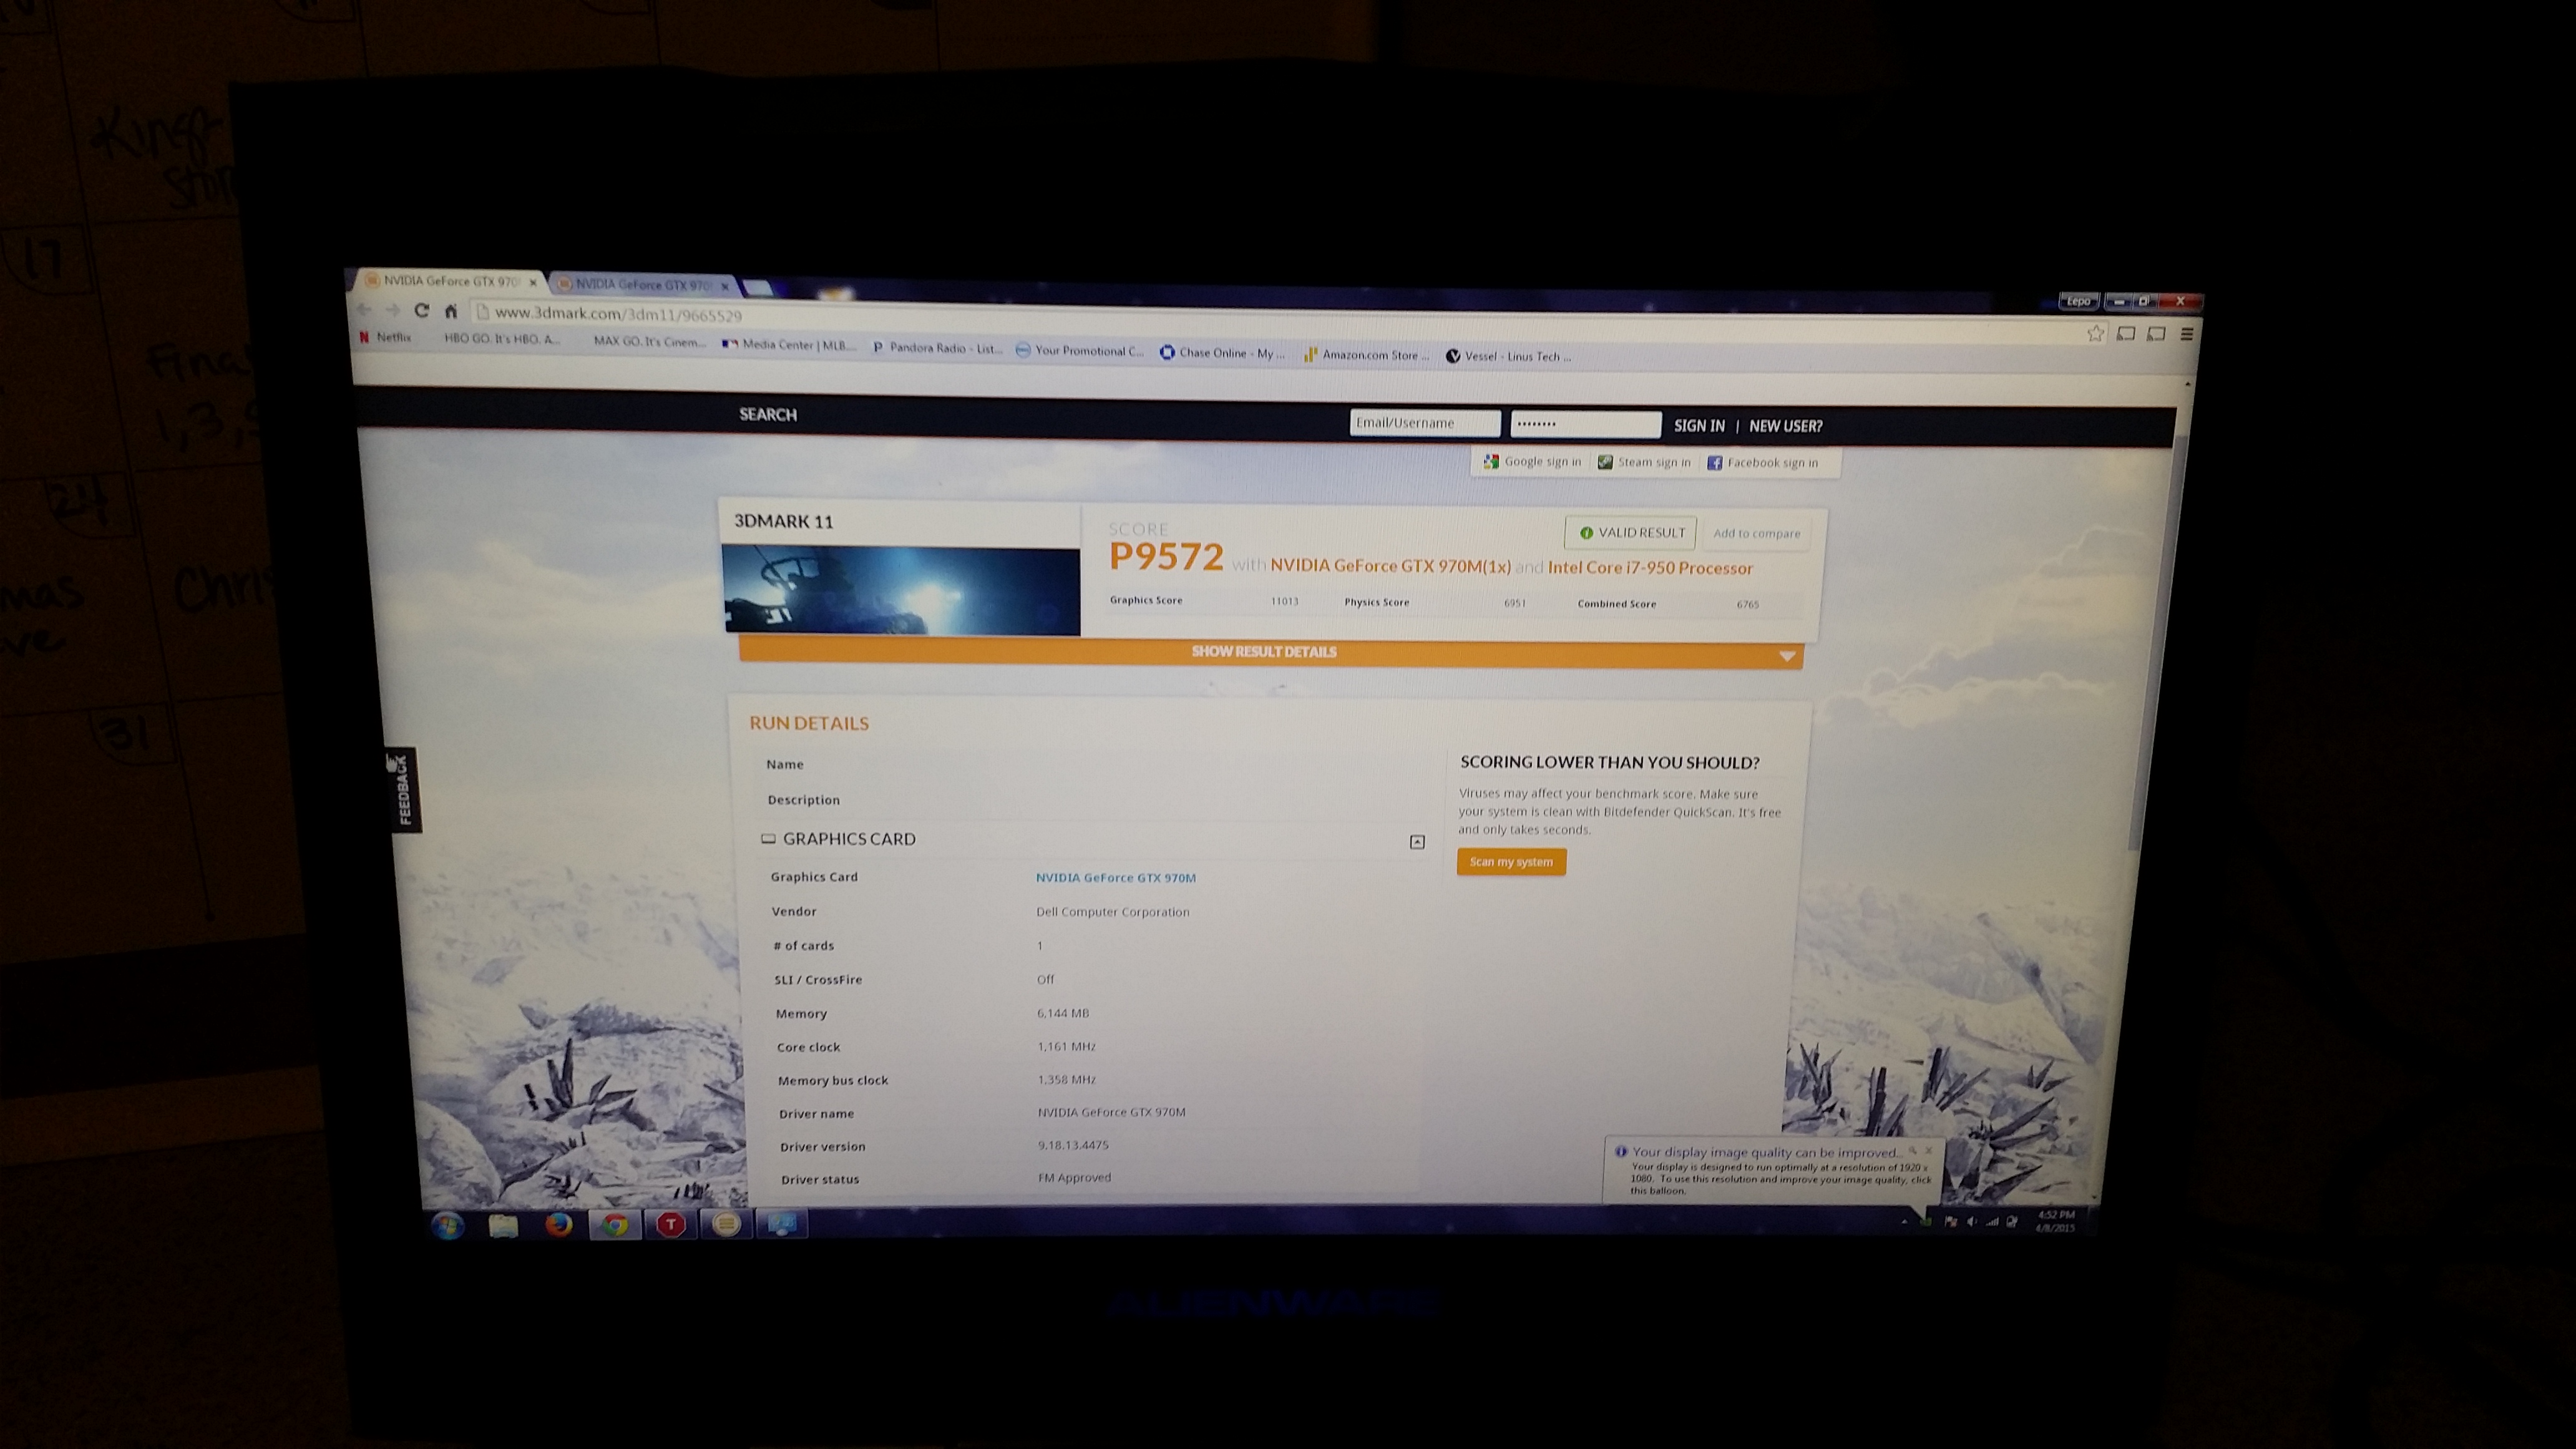 King
17
Final
1, 3,
24
mas
Chris
ve
31
NVIDIA GeForce GTX 970
NVIDIA GeForce GTX 970
Lepo
www.3dmark.com/3dm11/9665529
Netflix
HBO GO. It's HBO. A...
MAX GO. It's Cinem...
Media Center | MLB....
Pandora Radio - List...
Your Promotional C...
Chase Online - My ...
Amazon.com Store ...
Vessel - Linus Tech ...
SEARCH
Email/Username
••••••••
SIGN IN | NEW USER?
Google sign in
Steam sign in
Facebook sign in
3DMARK 11
SCORE
VALID RESULT
Add to compare
P9572 with NVIDIA GeForce GTX 970M(1x) and Intel Core i7-950 Processor
Graphics Score 11013 Physics Score 6951 Combined Score 6765
SHOW RESULT DETAILS
RUN DETAILS
Name
Description
GRAPHICS CARD
Graphics Card NVIDIA GeForce GTX 970M
Vendor Dell Computer Corporation
# of cards 1
SLI / CrossFire Off
Memory 6,144 MB
Core clock 1,161 MHz
Memory bus clock 1,358 MHz
Driver name NVIDIA GeForce GTX 970M
Driver version 9.18.13.4475
Driver status FM Approved
SCORING LOWER THAN YOU SHOULD?
Viruses may affect your benchmark score. Make sure
your system is clean with Bitdefender QuickScan. It's free
and only takes seconds.
Scan my system
FEEDBACK
Your display image quality can be improved...
Your display is designed to run optimally at a resolution of 1920 x
1080. To use this resolution and improve your image quality, click
this balloon.
T
4:52 PM
4/8/2015
ALIENWARE